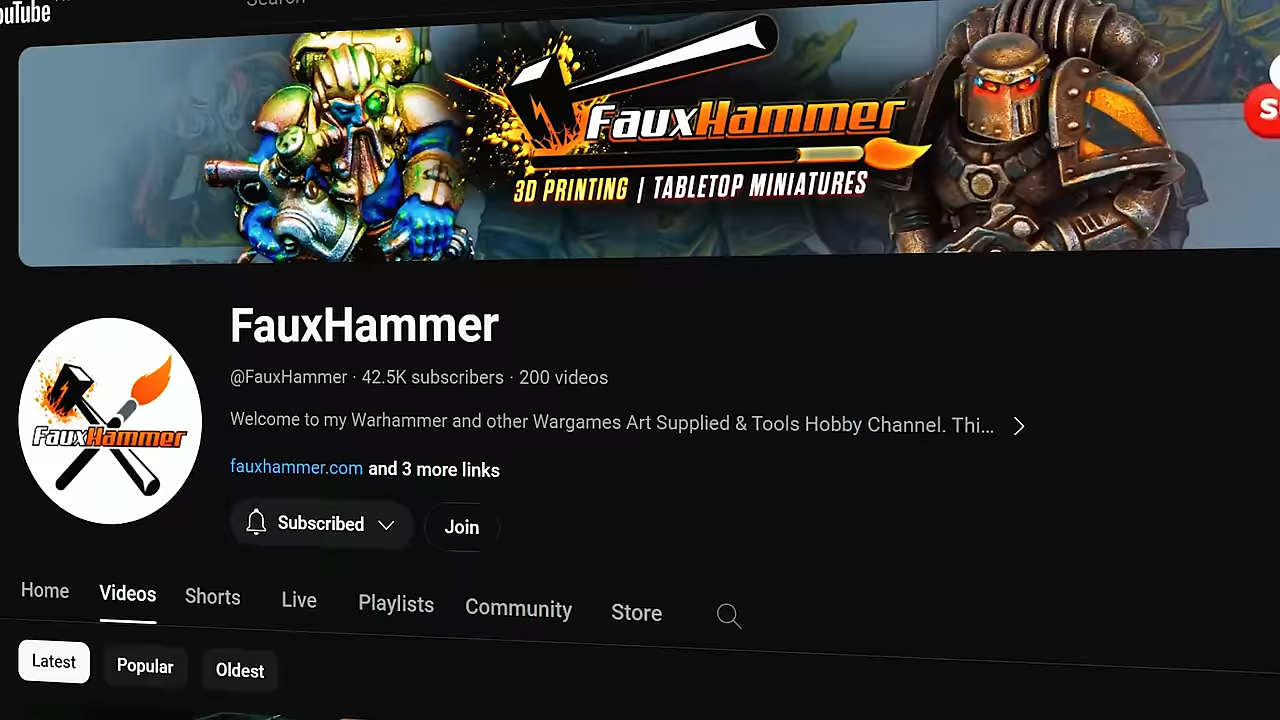 ouTube
Search
FauxHammer
3D PRINTING | TABLETOP MINIATURES
S
FauxHammer
FauxHammer
@FauxHammer · 42.5K subscribers · 200 videos
Welcome to my Warhammer and other Wargames Art Supplied & Tools Hobby Channel. Thi...
fauxhammer.com and 3 more links
Subscribed
Join
Home
Videos
Shorts
Live
Playlists
Community
Store
Latest
Popular
Oldest